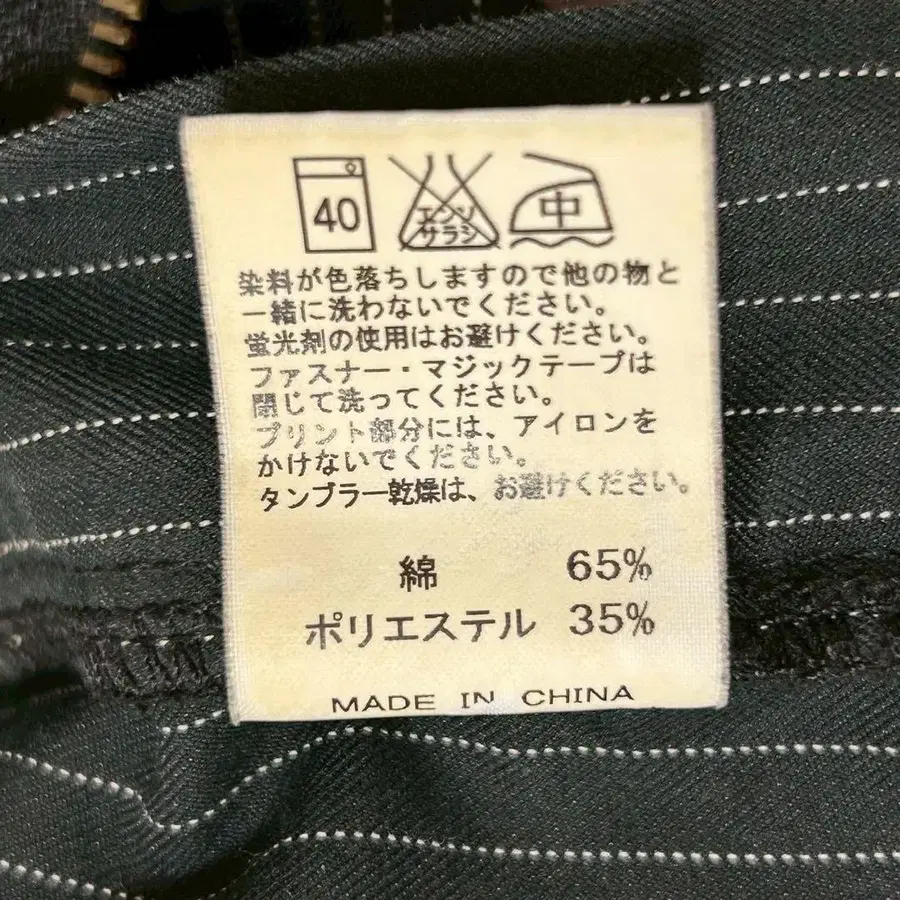 40
エンソ
サラシ
中
染料が色落ちしますので他の物と
一緒に洗わないでください。
蛍光剤の使用はお避けください。
ファスナー・マジックテープは
閉じて洗ってください。
プリント部分には、アイロンを
かけないでください。
タンブラー乾燥は、お避けください。
綿 65%
ポリエステル 35%
MADE IN CHINA